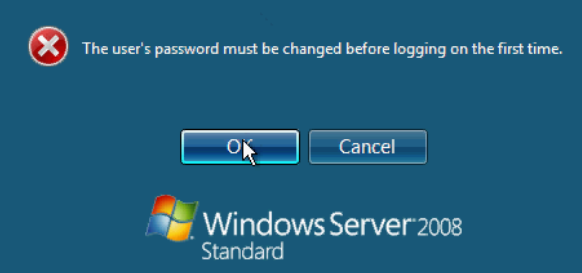 The user's password must be changed before logging on the first time.
OK
Cancel
Windows Server 2008
Standard